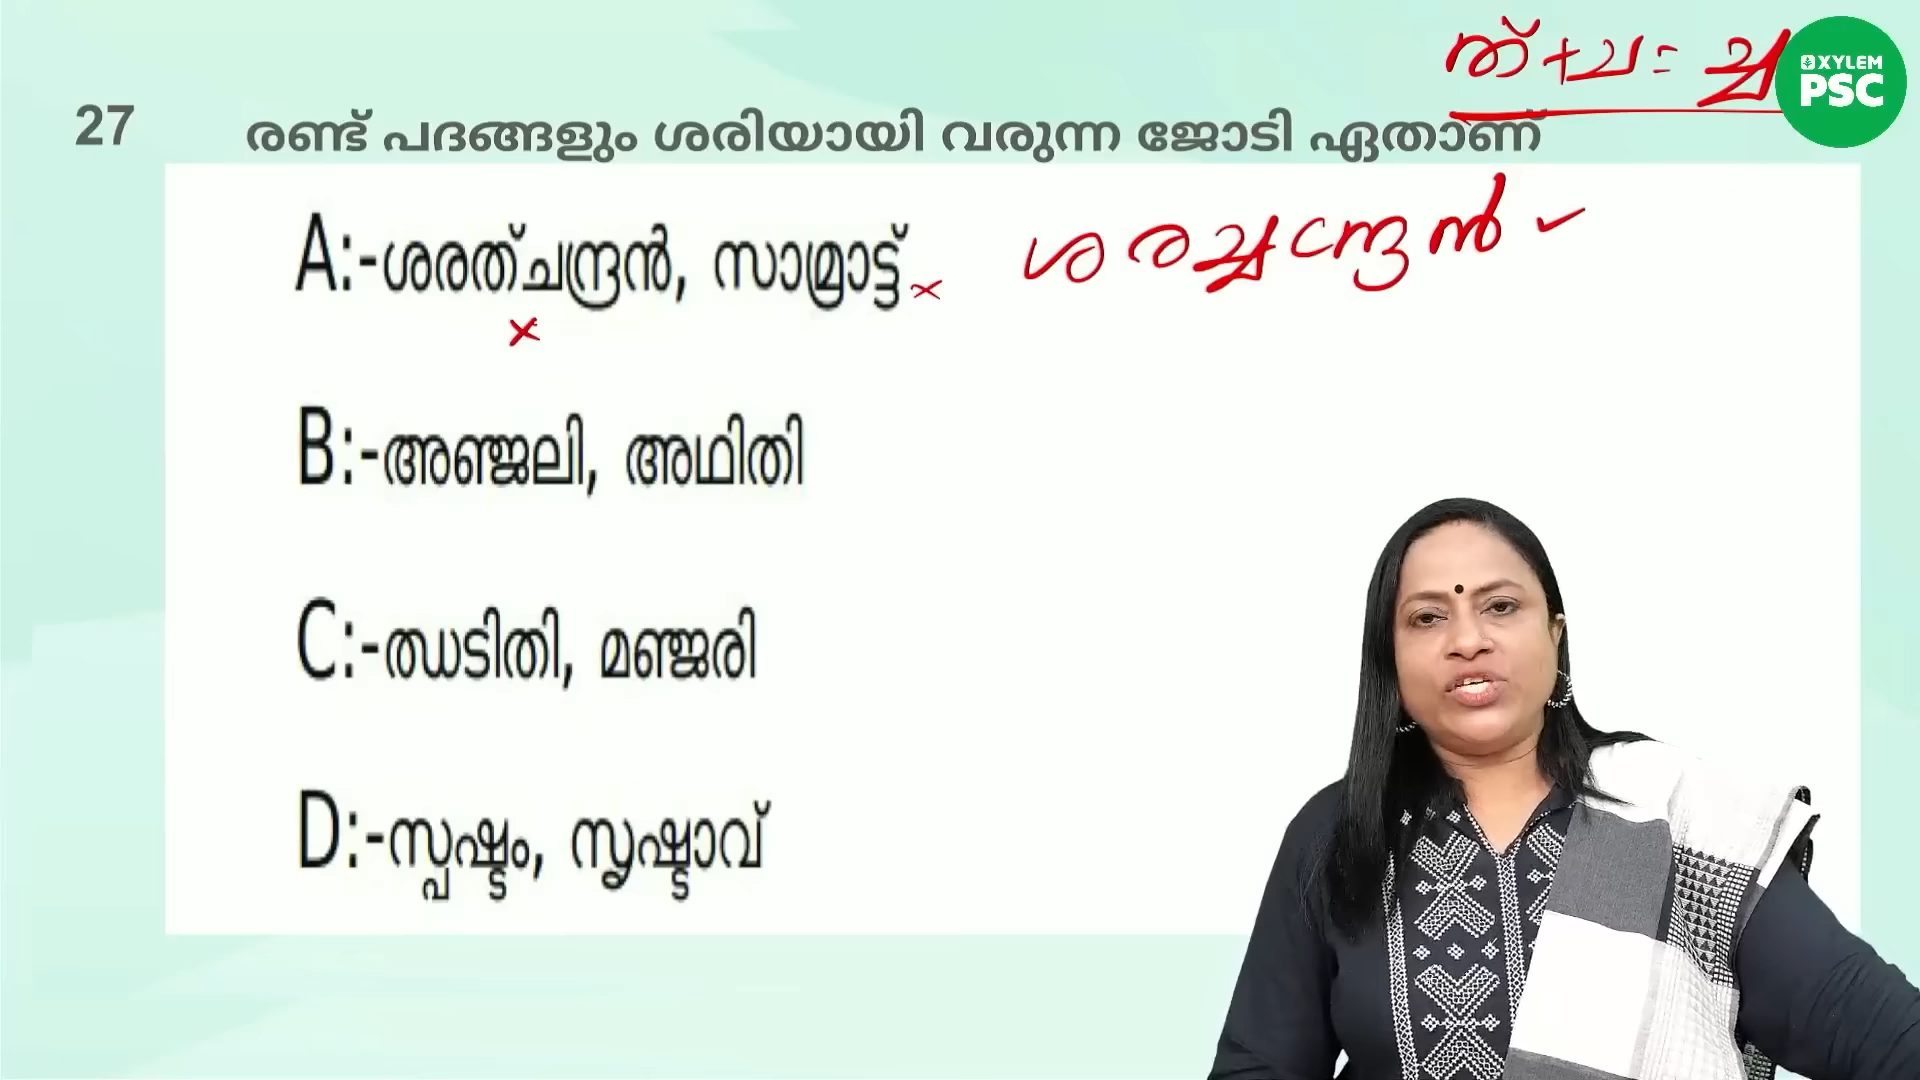 ത് + ച = ച്ച
XYLEM
PSC
27 രണ്ട് പദങ്ങളും ശരിയായി വരുന്ന ജോടി ഏതാണ്
A:-ശരത്ചന്ദ്രൻ, സാമ്രാട്ട് × ശരച്ചന്ദ്രൻ ✓
×
B:-അഞ്ജലി, അഥിതി
C:-ഝടിതി, മഞ്ജരി
D:-സ്പഷ്ടം, സൃഷ്ടാവ്